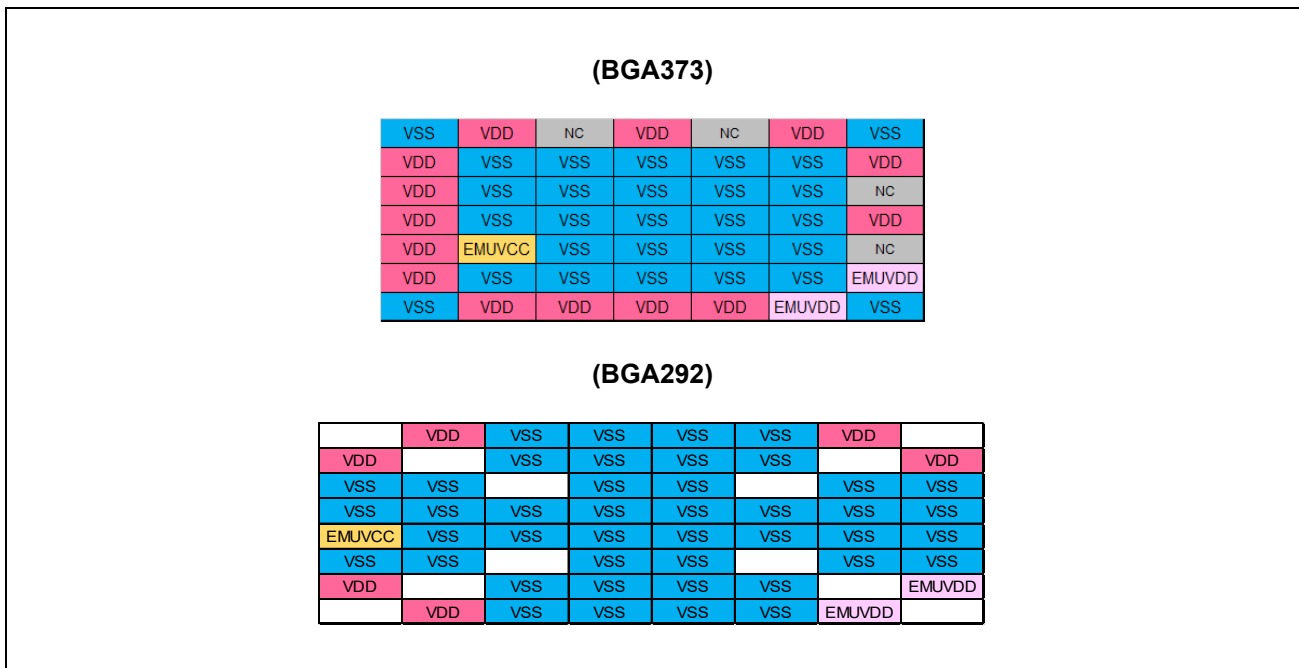 (BGA373)
VSS VDD NC VDD NC VDD VSS
VDD VSS VSS VSS VSS VSS VDD
VDD VSS VSS VSS VSS VSS NC
VDD VSS VSS VSS VSS VSS VDD
VDD EMUVCC VSS VSS VSS VSS NC
VDD VSS VSS VSS VSS VSS EMUVDD
VSS VDD VDD VDD VDD EMUVDD VSS
(BGA292)
VDD VSS VSS VSS VSS VDD
VDD VSS VSS VSS VSS VDD
VSS VSS VSS VSS VSS VSS
VSS VSS VSS VSS VSS VSS VSS VSS
EMUVCC VSS VSS VSS VSS VSS VSS VSS
VSS VSS VSS VSS VSS VSS
VDD VSS VSS VSS VSS EMUVDD
VDD VSS VSS VSS VSS EMUVDD